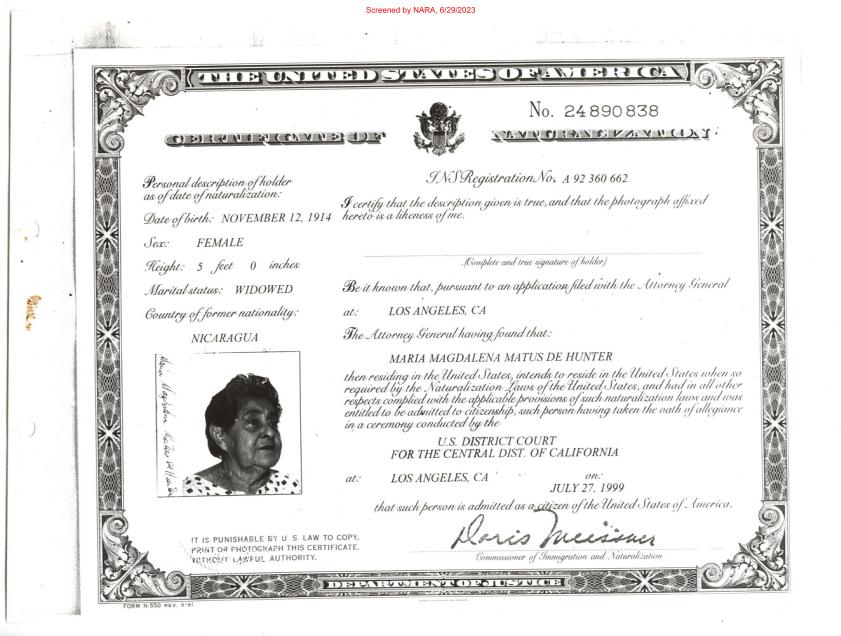 Screened by NARA, 6/29/2023
THE UNITED STATES OF AMERICA
No. 24890838
CERTIFICATE OF NATURALIZATION
Personal description of holder
as of date of naturalization:
Date of birth: NOVEMBER 12, 1914
Sex: FEMALE
Height: 5 feet 0 inches
Marital status: WIDOWED
Country of former nationality:
NICARAGUA
INS Registration No. A 92 360 662
I certify that the description given is true, and that the photograph affixed
hereto is a likeness of me.
(Complete and true signature of holder)
Be it known that, pursuant to an application filed with the Attorney General
at: LOS ANGELES, CA
The Attorney General having found that:
MARIA MAGDALENA MATUS DE HUNTER
then residing in the United States, intends to reside in the United States when so
required by the Naturalization Laws of the United States, and had in all other
respects complied with the applicable provisions of such naturalization laws and was
entitled to be admitted to citizenship, such person having taken the oath of allegiance
in a ceremony conducted by the
U.S. DISTRICT COURT
FOR THE CENTRAL DIST. OF CALIFORNIA
at: LOS ANGELES, CA on:
JULY 27, 1999
that such person is admitted as a citizen of the United States of America.
Maria Magdalena Matus de Hunter
Doris Meissner
Commissioner of Immigration and Naturalization
IT IS PUNISHABLE BY U. S. LAW TO COPY,
PRINT OR PHOTOGRAPH THIS CERTIFICATE,
WITHOUT LAWFUL AUTHORITY.
DEPARTMENT OF JUSTICE
FORM N-550 REV. 6-91